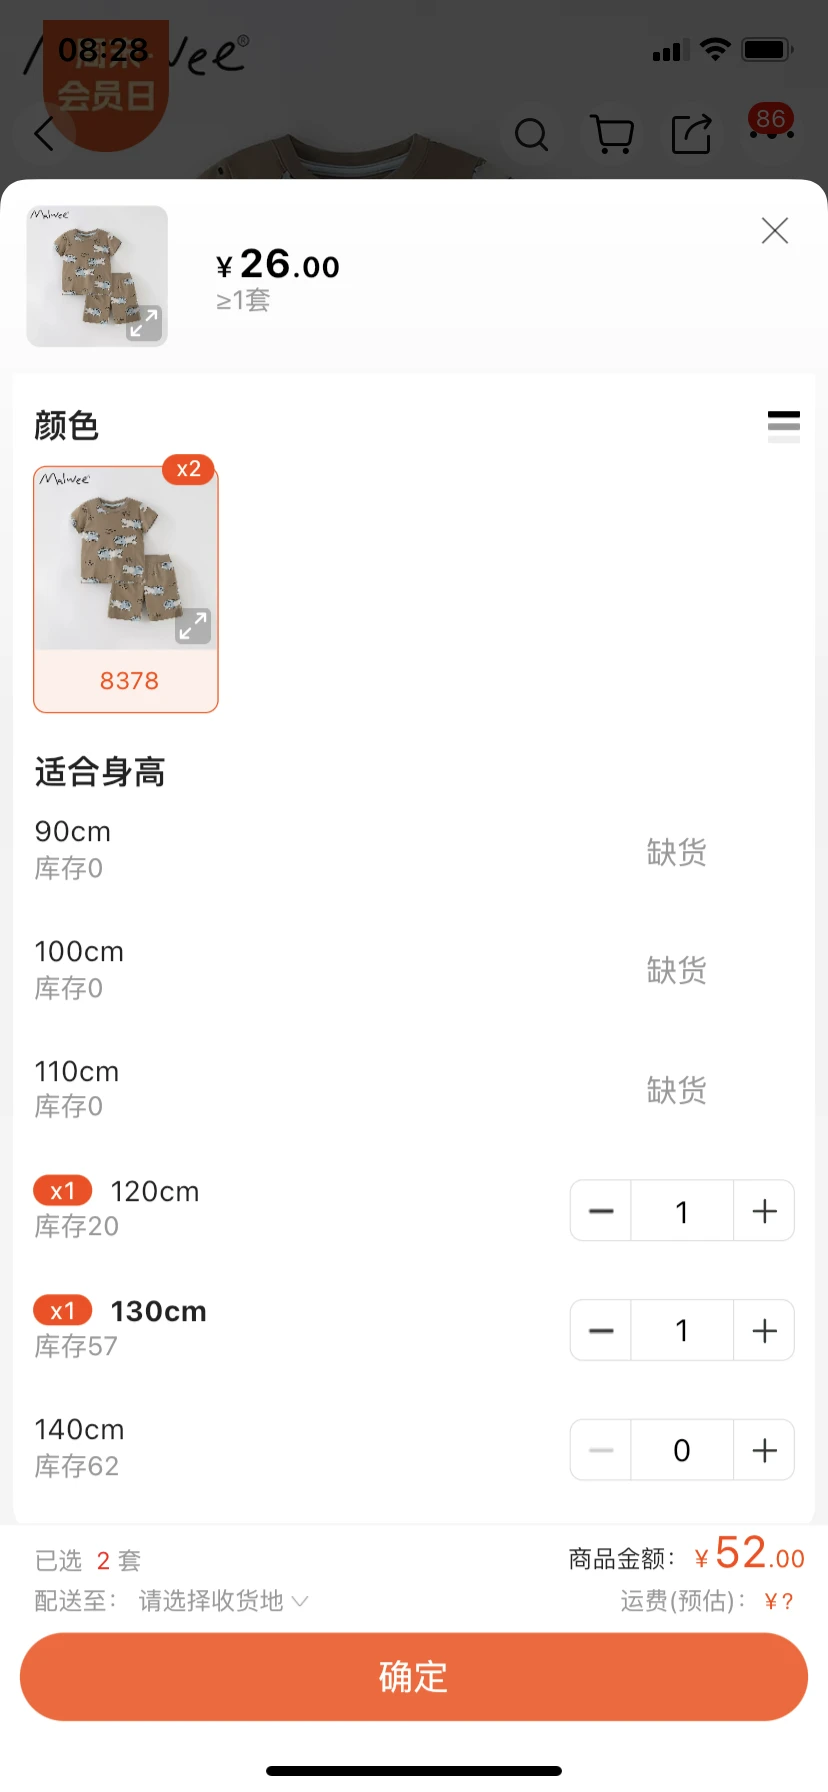 08:28
会员日
86
Malwee
¥26.00
≥1套
颜色
x2
Malwee
8378
适合身高
90cm
库存0
缺货
100cm
库存0
缺货
110cm
库存0
缺货
x1 120cm
库存20
1
x1 130cm
库存57
1
140cm
库存62
0
已选 2 套
商品金额：¥52.00
配送至： 请选择收货地
运费(预估)：¥?
确定